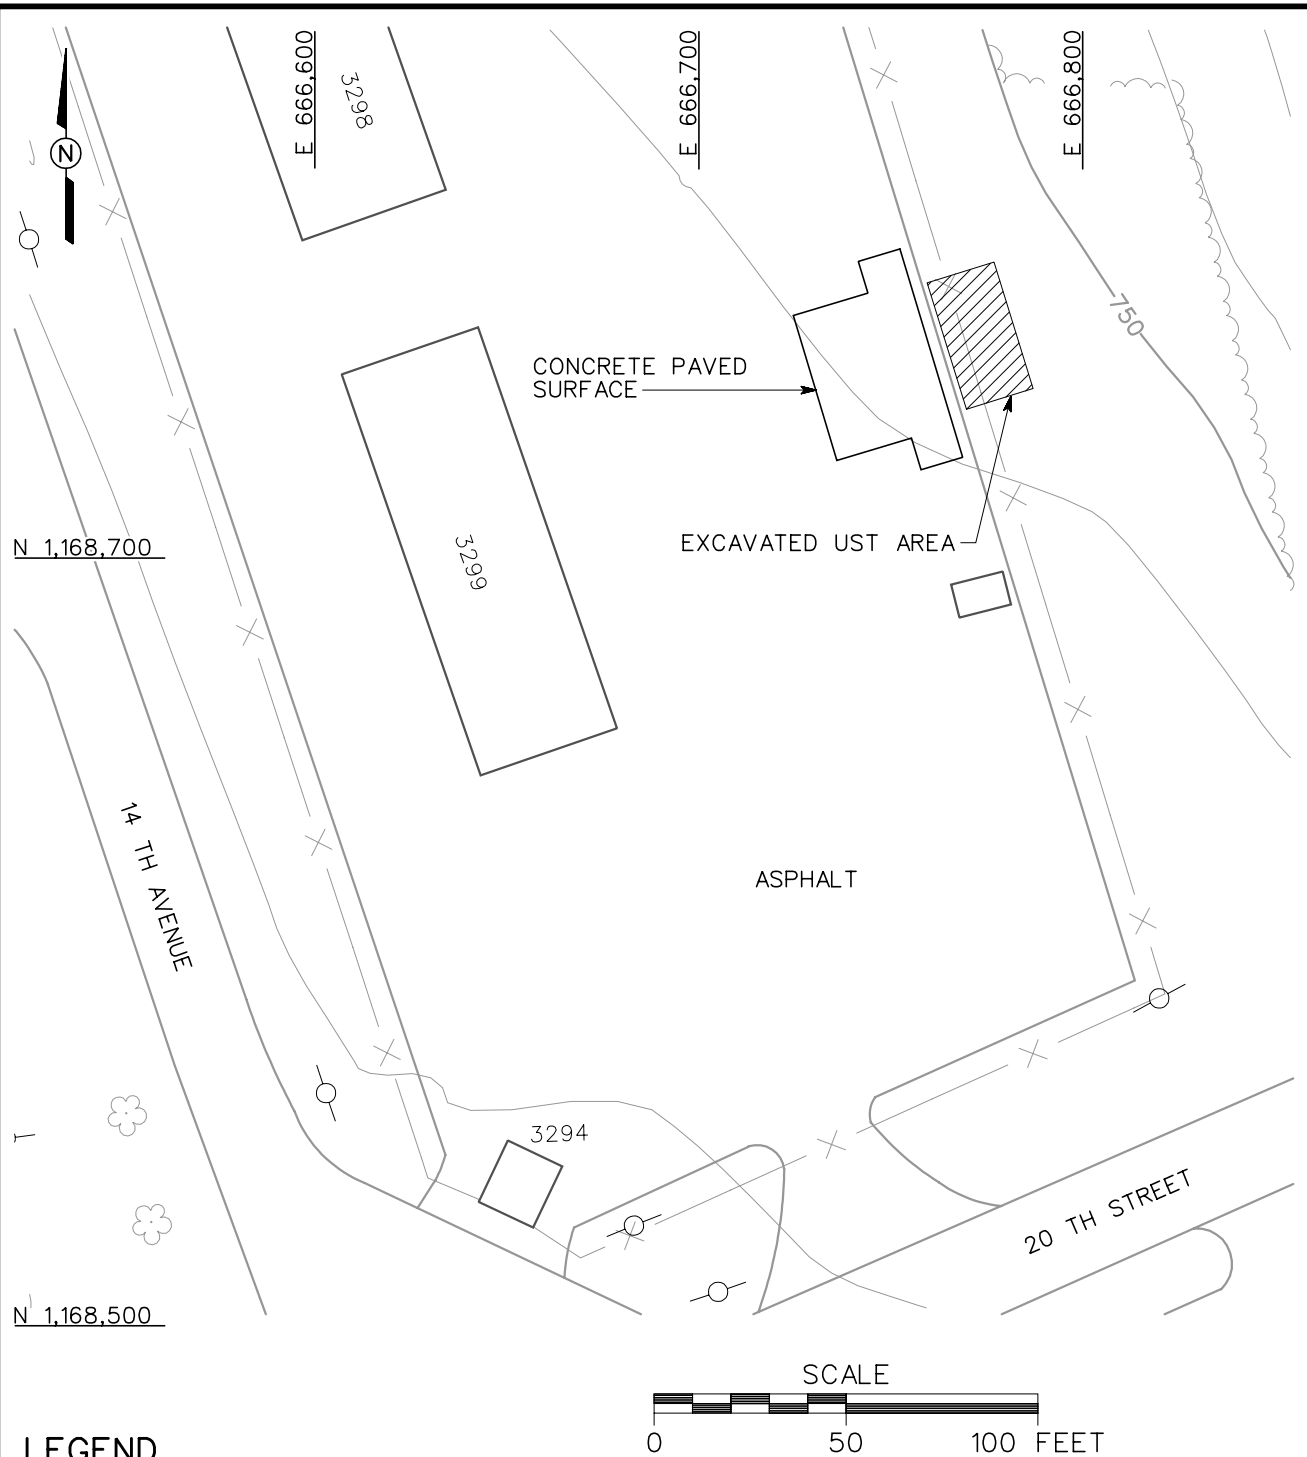 E 666,600
E 666,700
E 666,800
3298
N
750
CONCRETE PAVED
SURFACE
3299
N 1,168,700
EXCAVATED UST AREA
14 TH AVENUE
ASPHALT
3294
20 TH STREET
N 1,168,500
SCALE
0 50 100 FEET
LEGEND